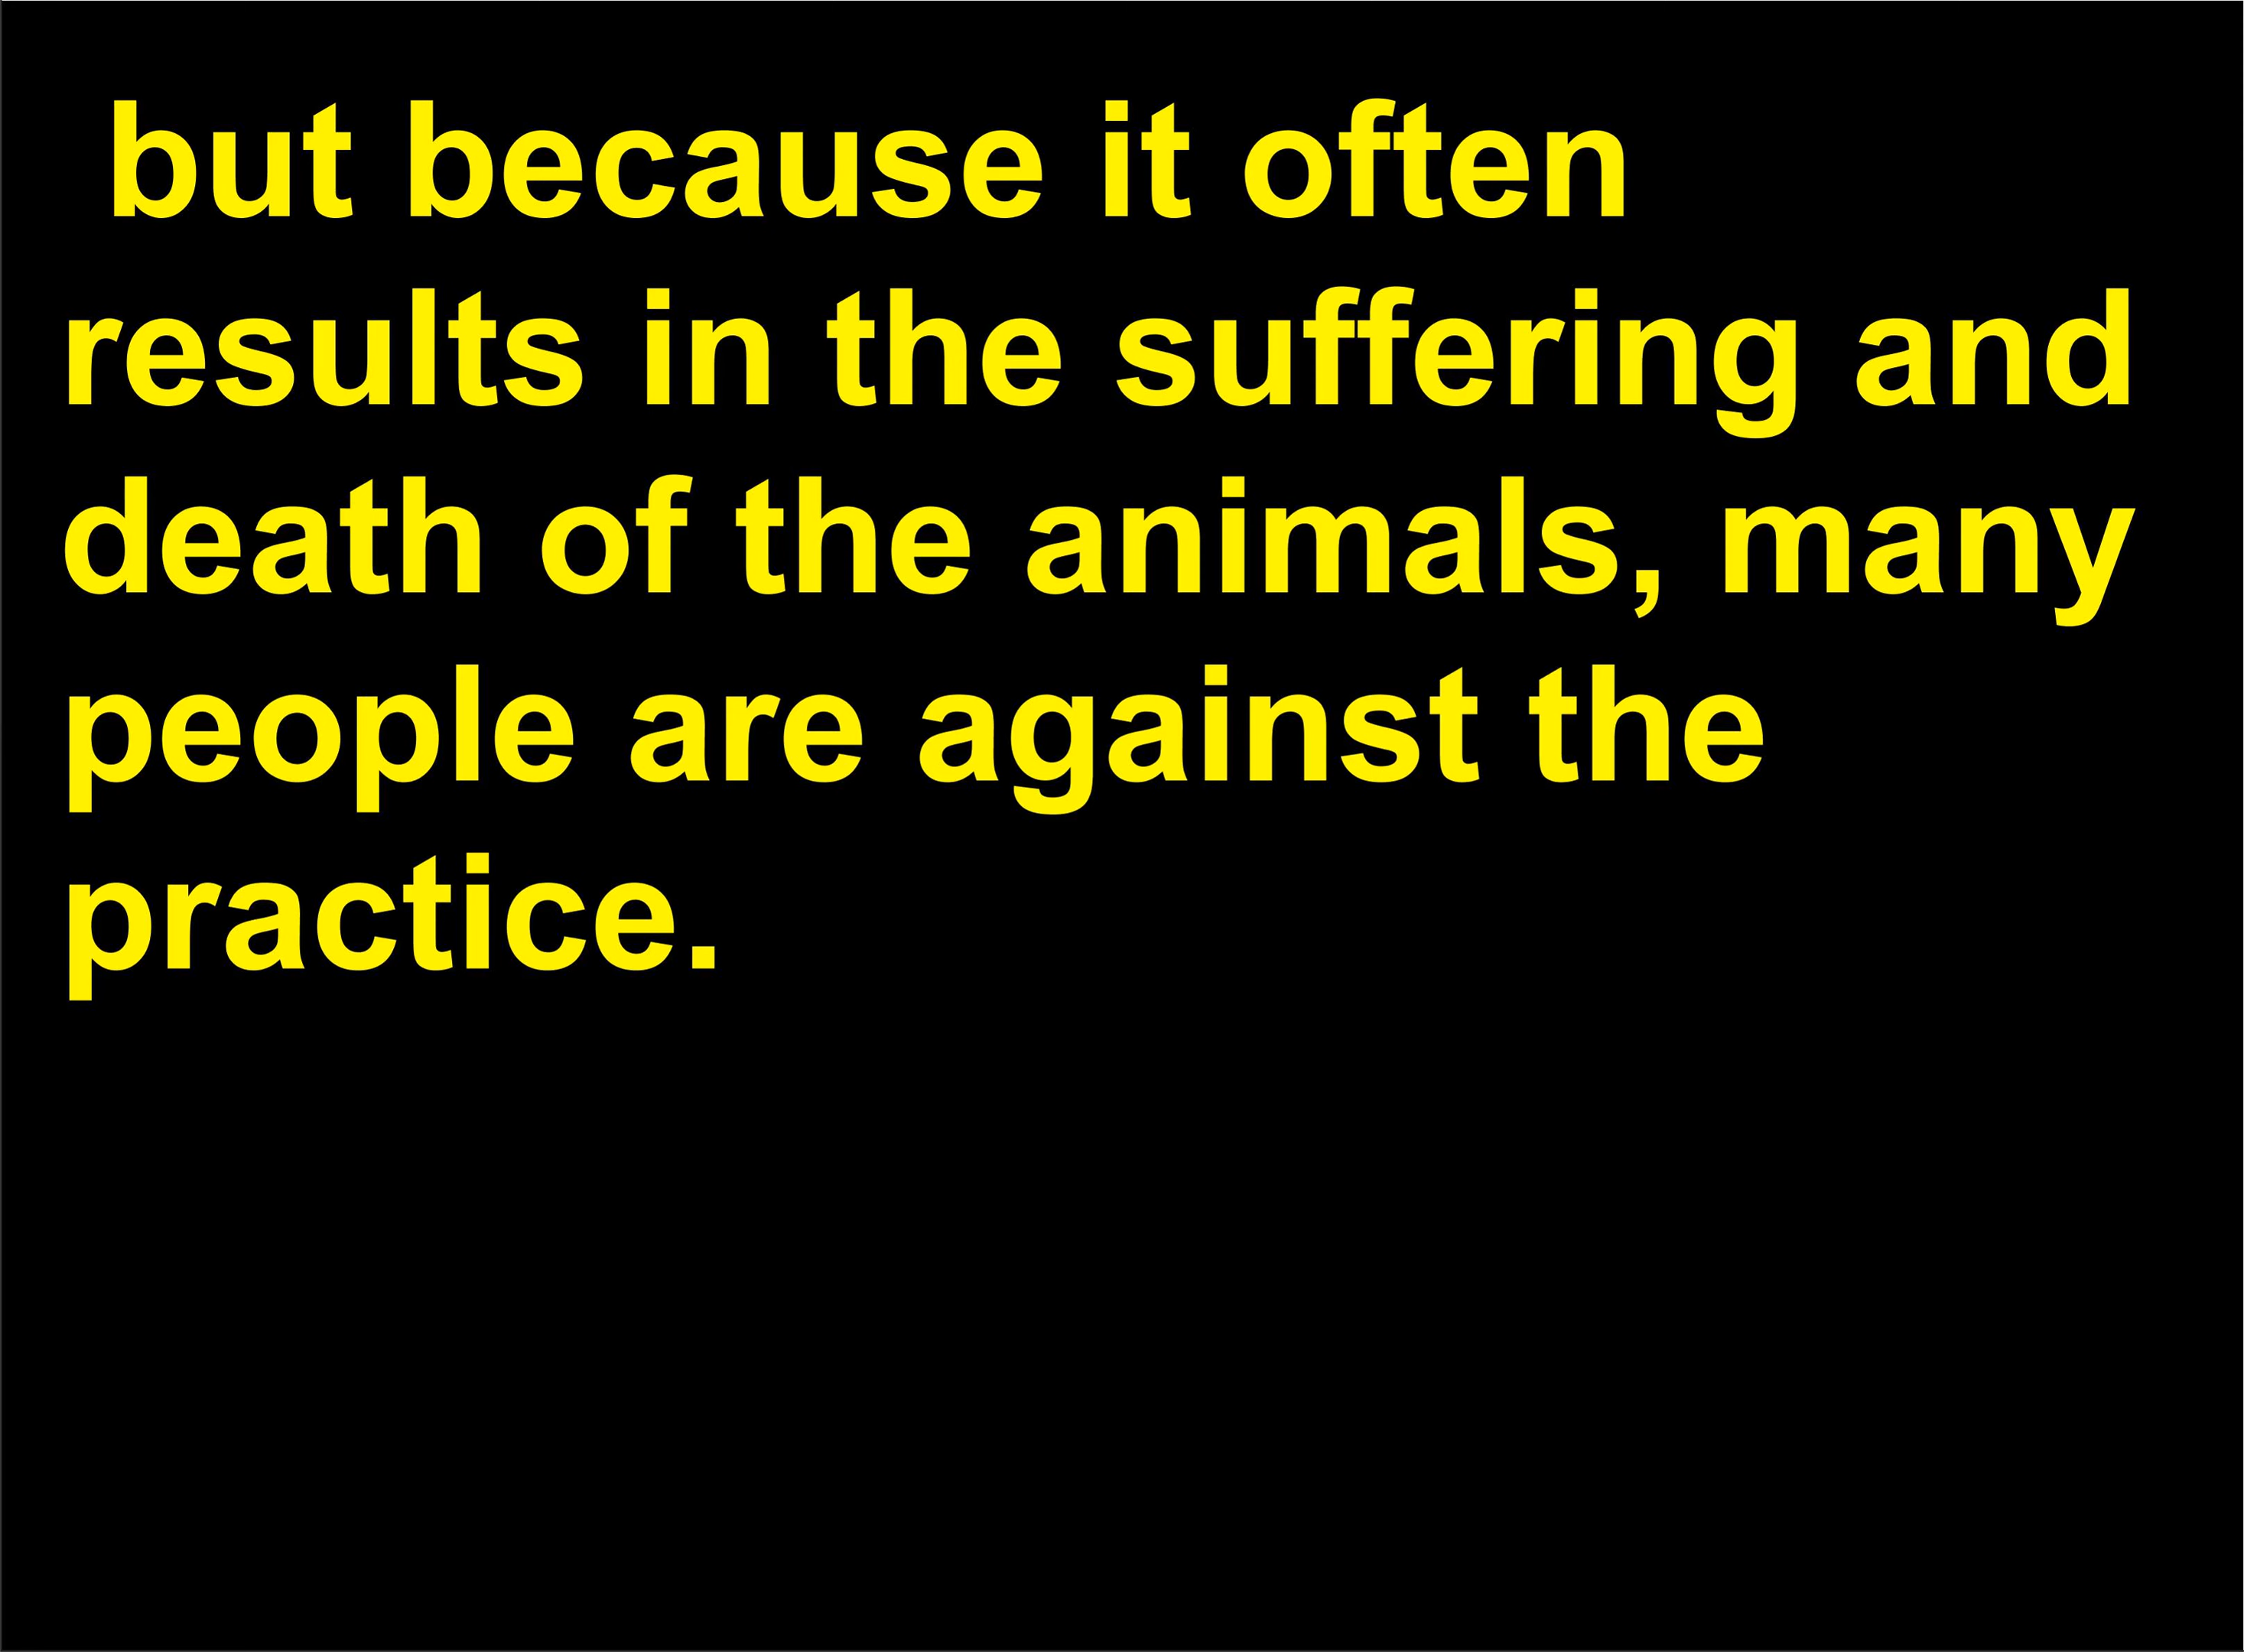 but because it often
results in the suffering and
death of the animals, many
people are against the
practice.